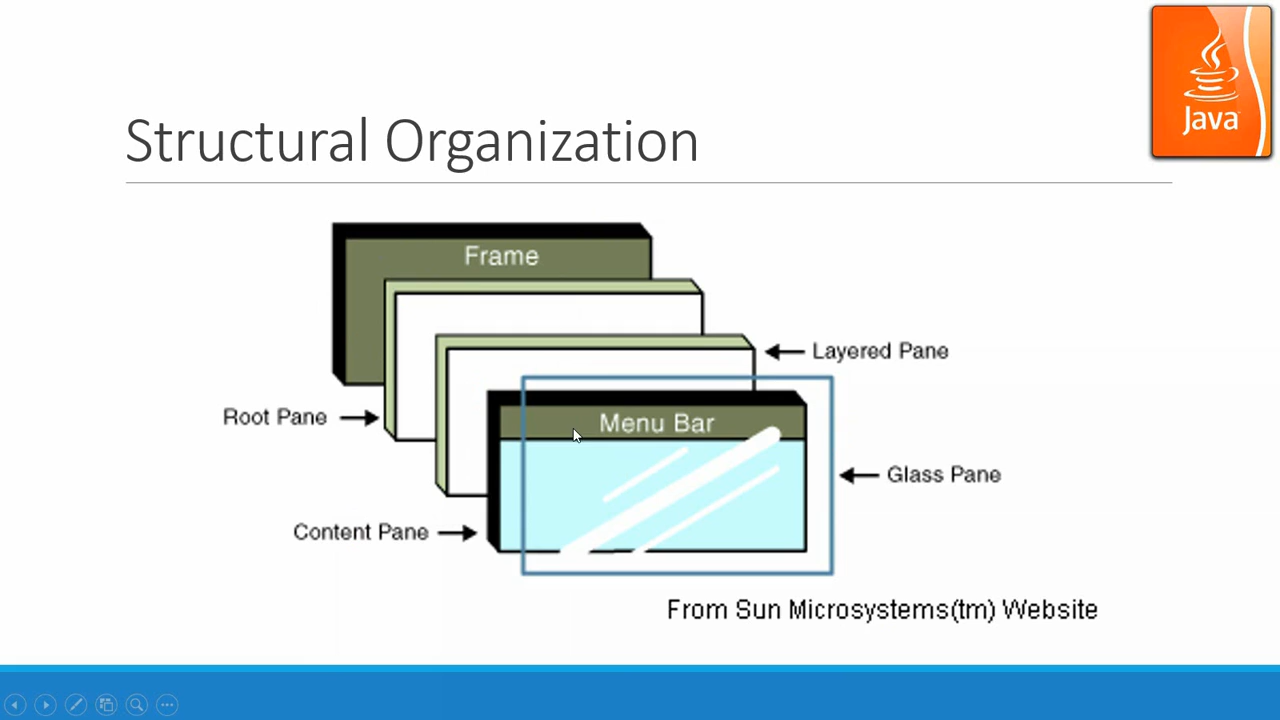 Java
Structural Organization
Frame
Layered Pane
Root Pane
Menu Bar
Glass Pane
Content Pane
From Sun Microsystems(tm) Website